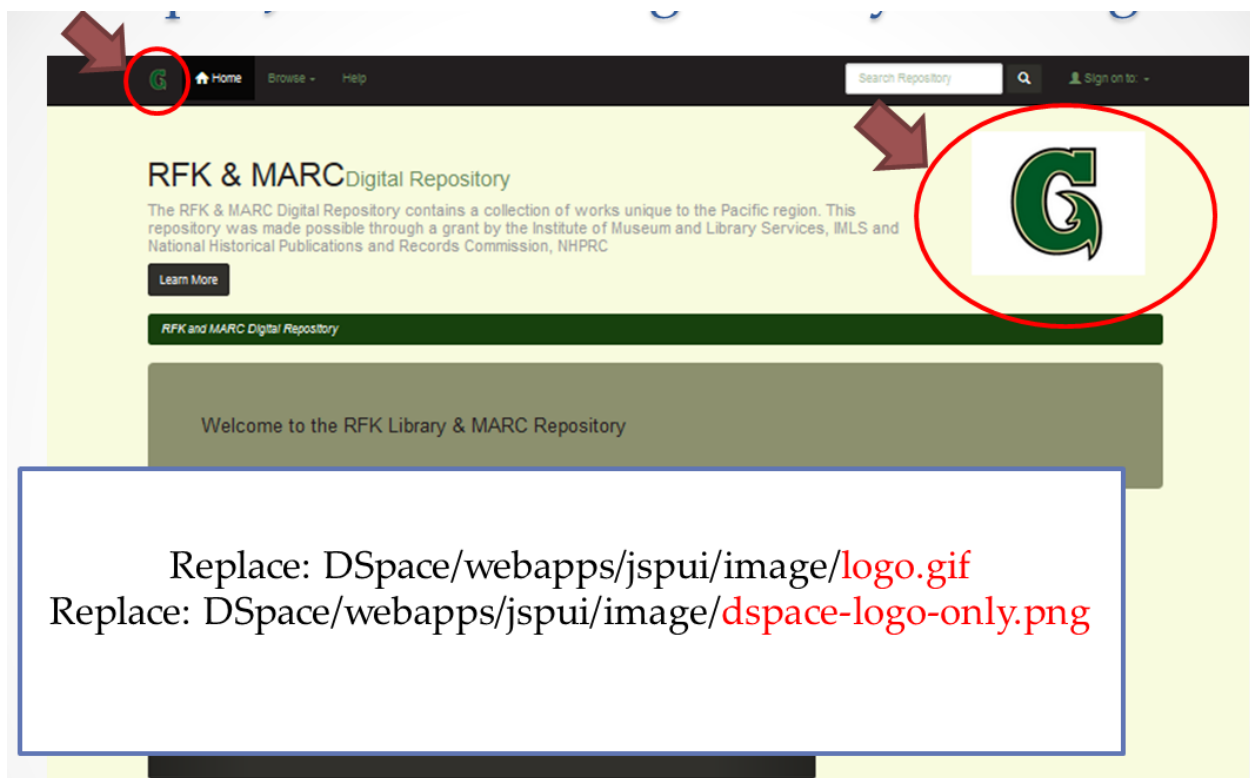 G
Home Browse Help Search Repository Sign on to:
RFK & MARC Digital Repository
G
The RFK & MARC Digital Repository contains a collection of works unique to the Pacific region. This
repository was made possible through a grant by the Institute of Museum and Library Services, IMLS and
National Historical Publications and Records Commission, NHPRC
Learn More
RFK and MARC Digital Repository
Welcome to the RFK Library & MARC Repository
Replace: DSpace/webapps/jspui/image/logo.gif
Replace: DSpace/webapps/jspui/image/dspace-logo-only.png